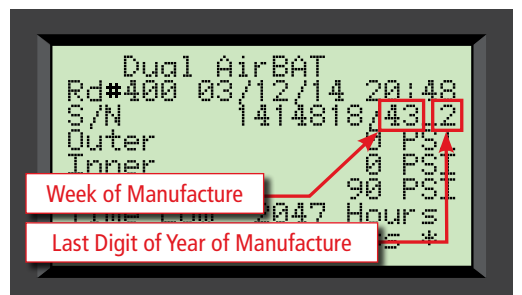 Dual AirBAT
Rd#400 03/12/14 20:48
S/N 1414818/43 2
Outer 0 PSI
Inner 0 PSI
90 PSI
2047 Hours
Week of Manufacture
Last Digit of Year of Manufacture